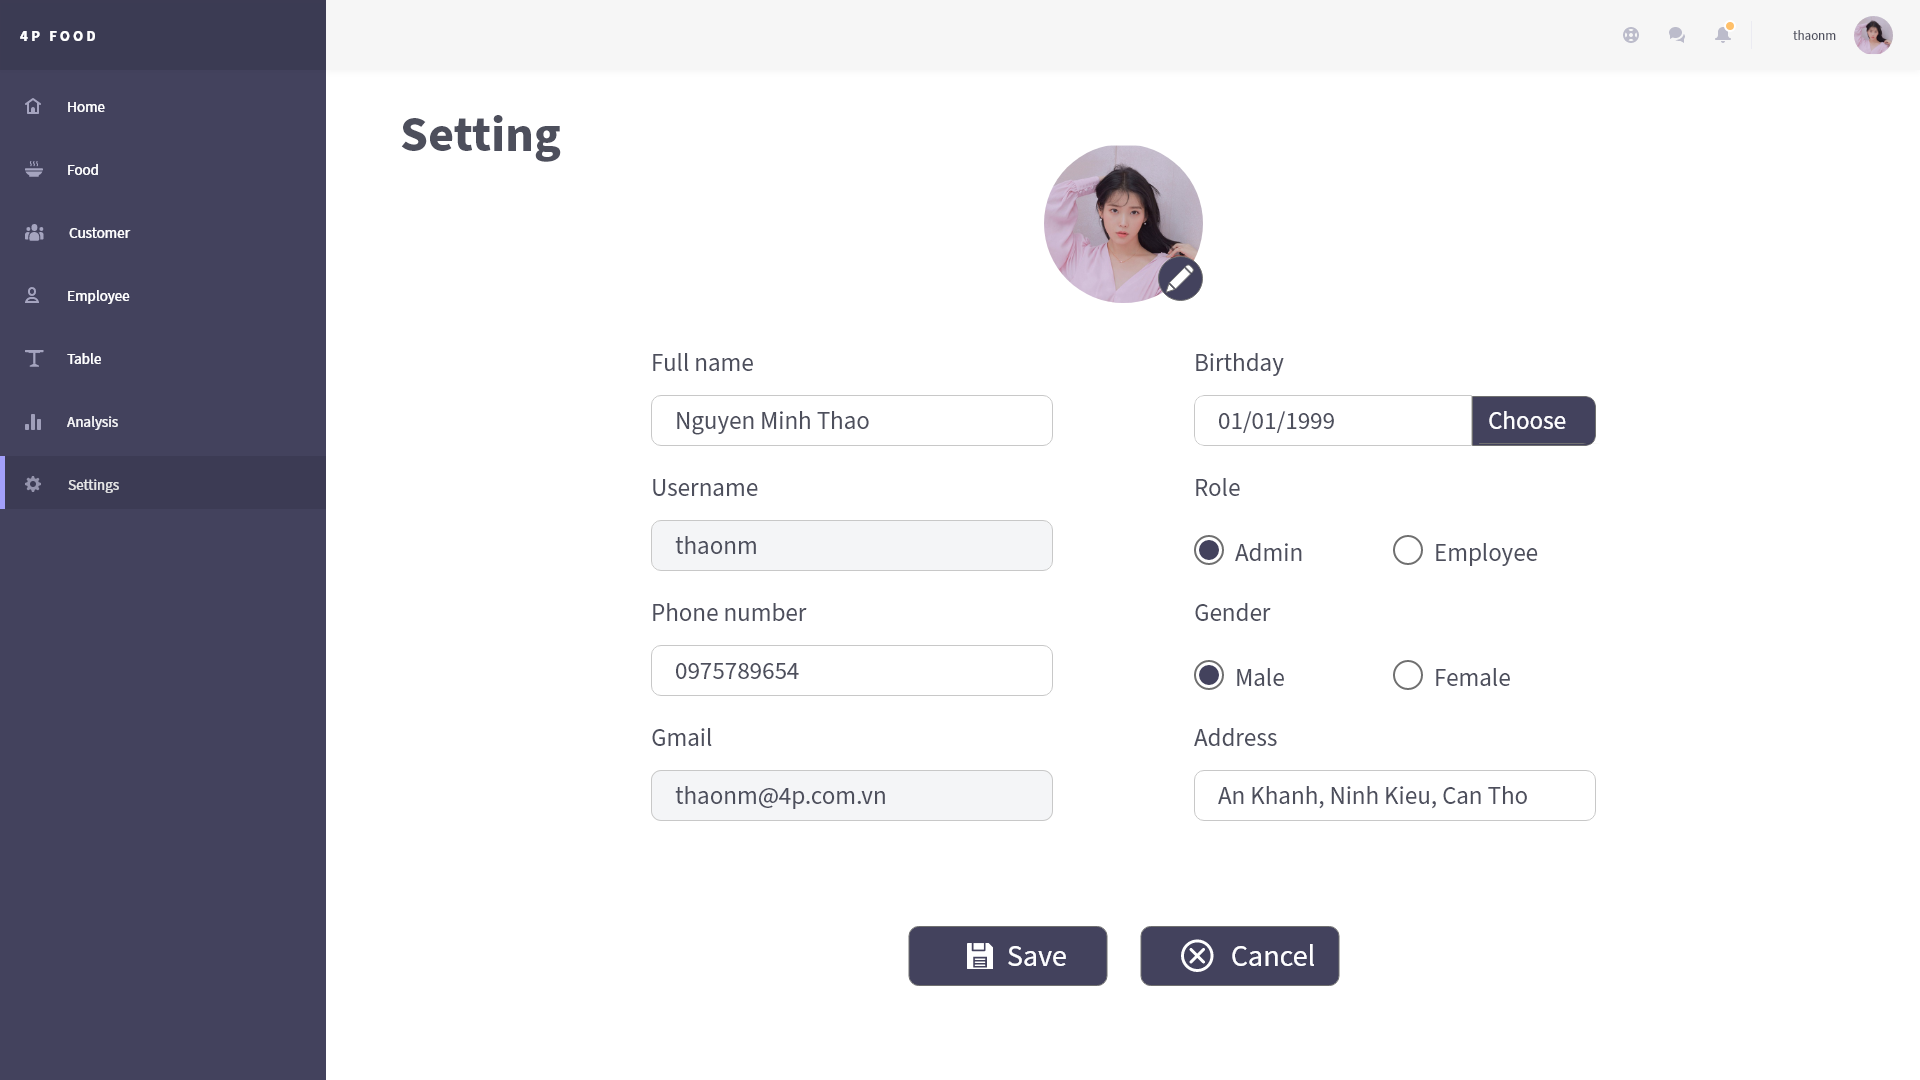 4P FOOD
thaonm
Home
Food
Customer
Employee
Table
Analysis
Settings
Setting
Full name
Birthday
Nguyen Minh Thao
01/01/1999
Choose
Username
Role
thaonm
Admin
Employee
Phone number
Gender
0975789654
Male
Female
Gmail
Address
thaonm@4p.com.vn
An Khanh, Ninh Kieu, Can Tho
Save
Cancel